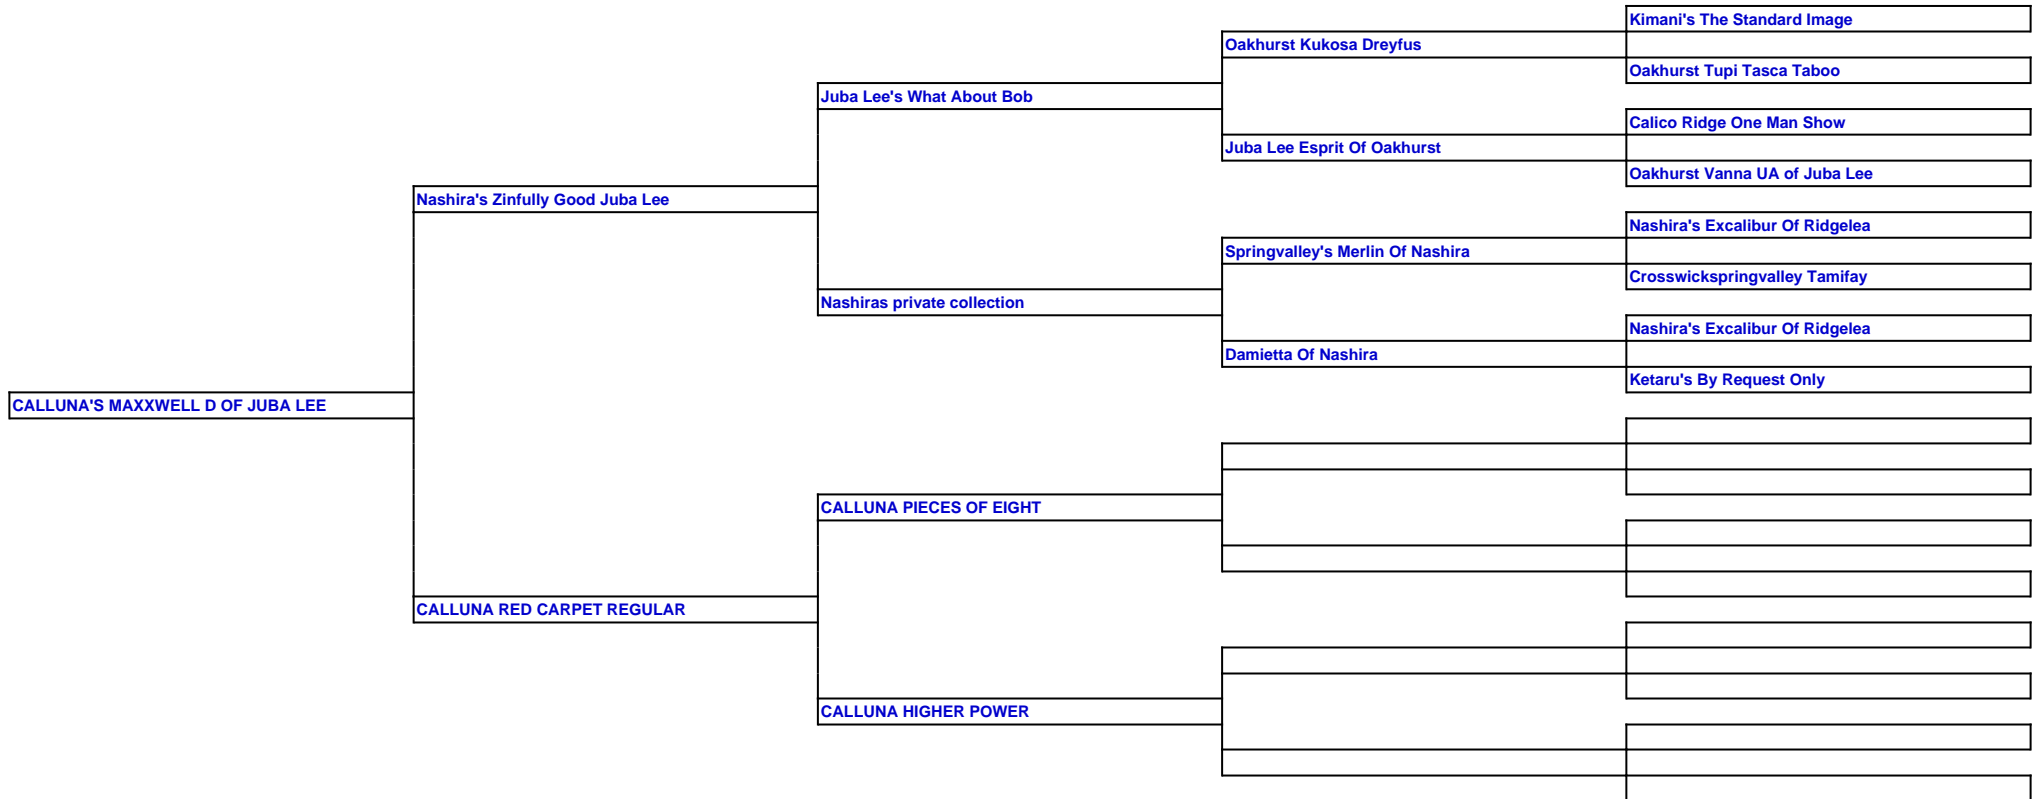 Kimani's The Standard Image
Oakhurst Kukosa Dreyfus
Oakhurst Tupi Tasca Taboo
Juba Lee's What About Bob
Calico Ridge One Man Show
Juba Lee Esprit Of Oakhurst
Oakhurst Vanna UA of Juba Lee
Nashira's Zinfully Good Juba Lee
Nashira's Excalibur Of Ridgelea
Springvalley's Merlin Of Nashira
Crosswickspringvalley Tamifay
Nashiras private collection
Nashira's Excalibur Of Ridgelea
Damietta Of Nashira
Ketaru's By Request Only
CALLUNA'S MAXXWELL D OF JUBA LEE
CALLUNA PIECES OF EIGHT
CALLUNA RED CARPET REGULAR
CALLUNA HIGHER POWER